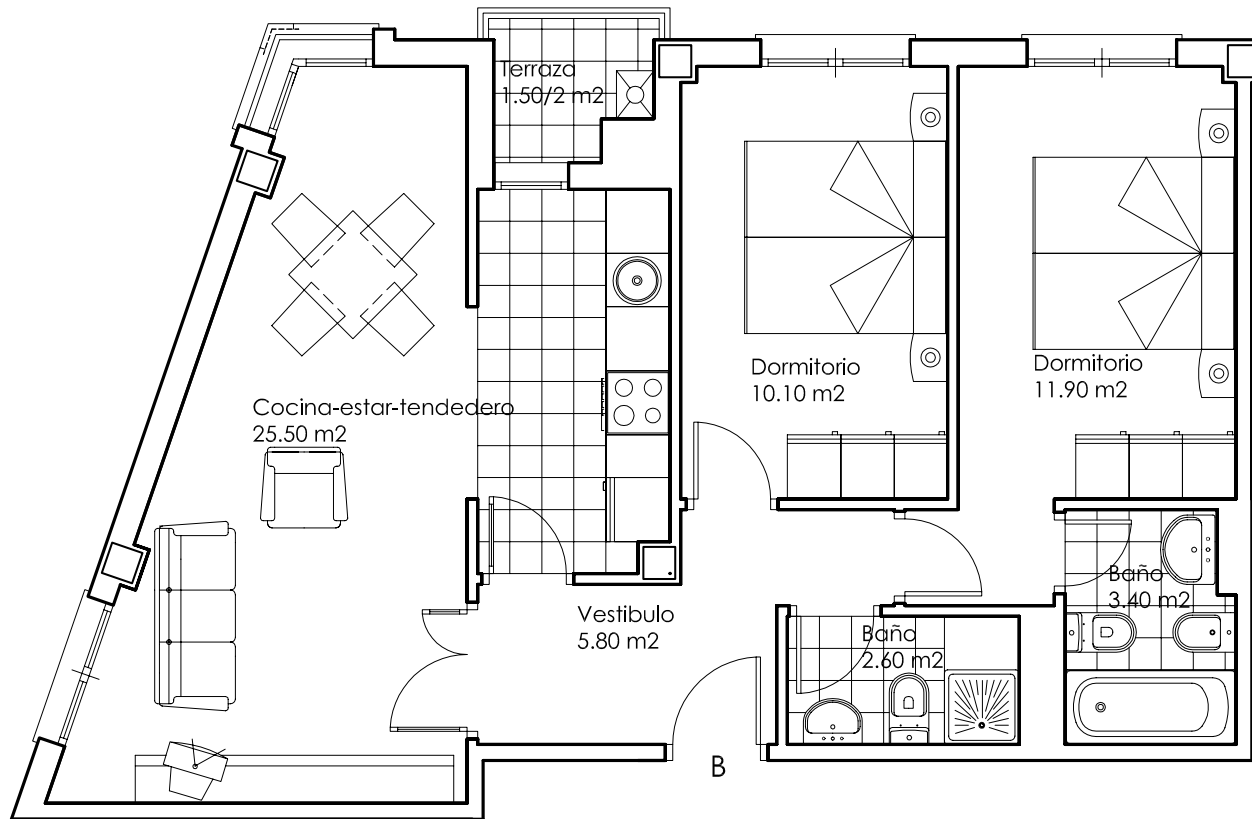 Terraza
1.50/2 m2
Dormitorio
10.10 m2
Dormitorio
11.90 m2
Cocina-estar-tendedero
25.50 m2
Baño
3.40 m2
Vestibulo
5.80 m2
Baño
2.60 m2
B